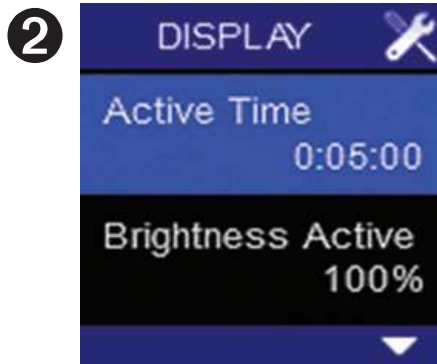 2
DISPLAY
Active Time
0:05:00
Brightness Active
100%